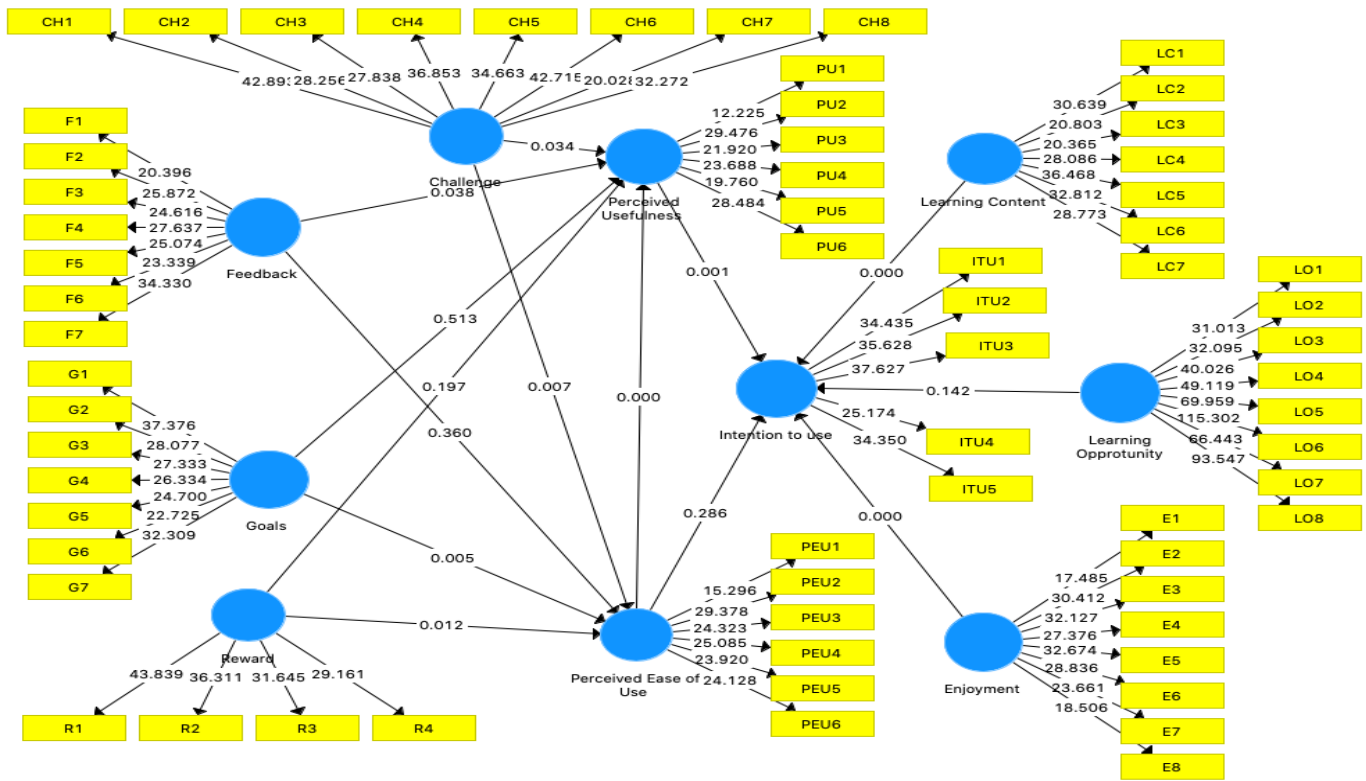 CH1 CH2 CH3 CH4 CH5 CH6 CH7 CH8
42.89 28.256 27.838 36.853 34.663 42.715 20.028 32.272
F1
F2
F3
F4
F5
F6
F7
20.396
25.872
24.616
27.637
25.074
23.339
34.330
Feedback
Challenge
0.034
0.038
PU1
PU2
PU3
PU4
PU5
PU6
12.225
29.476
21.920
23.688
19.760
28.484
Perceived
Usefulness
LC1
LC2
LC3
LC4
LC5
LC6
LC7
30.639
20.803
20.365
28.086
36.468
32.812
28.773
Learning Content
0.001
0.000
ITU1
ITU2
ITU3
ITU4
ITU5
34.435
35.628
37.627
25.174
34.350
Intention to use
0.142
LO1
LO2
LO3
LO4
LO5
LO6
LO7
LO8
31.013
32.095
40.026
49.119
69.959
115.302
66.443
93.547
Learning
Opprotunity
0.513
0.197
0.007
0.000
0.360
G1
G2
G3
G4
G5
G6
G7
37.376
28.077
27.333
26.334
24.700
22.725
32.309
Goals
0.005
0.286
0.000
Reward
0.012
43.839 36.311 31.645 29.161
R1 R2 R3 R4
PEU1
PEU2
PEU3
PEU4
PEU5
PEU6
15.296
29.378
24.323
25.085
23.920
24.128
Perceived Ease of
Use
E1
E2
E3
E4
E5
E6
E7
E8
17.485
30.412
32.127
27.376
32.674
28.836
23.661
18.506
Enjoyment